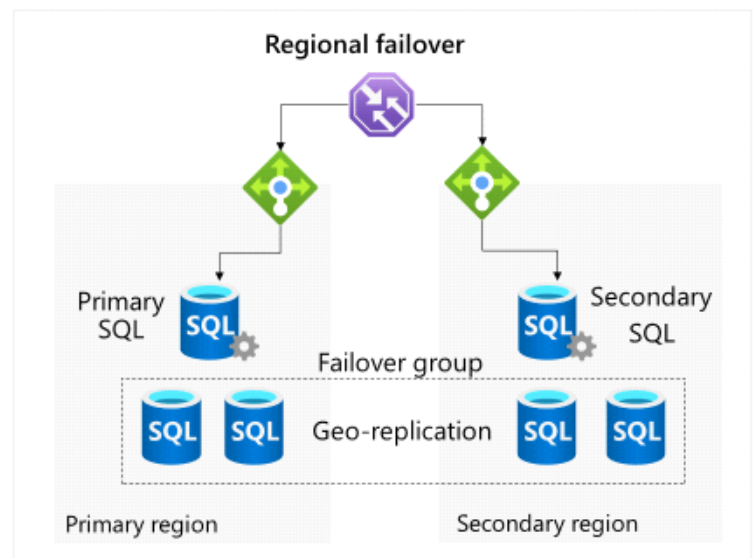 Regional failover
Primary
SQL
SQL
SQL
Secondary
SQL
Failover group
SQL
SQL
Geo-replication
SQL
SQL
Primary region
Secondary region